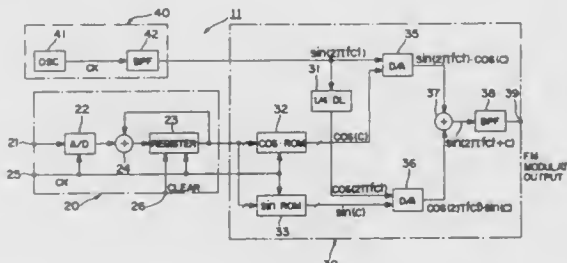 40
11
41
42
OSC
BPF
CK
sin(2πfct)
35
31
1/4 DL
D/A
sin(2πfct)·cos(C)
22
23
32
37
38
39
21
A/D
REGISTER
COS·ROM
COS(C)
BPF
24
sin(2πfct+C)
25
CK
CLEAR
36
FM
MODULATED
OUTPUT
cos(2πfct)
D/A
sin ROM
sin(C)
cos(2πfct)·sin(C)
20
26
33
30